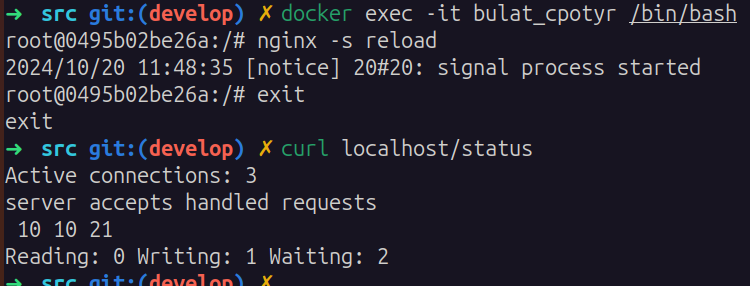 ➜ src git:(develop) ✗ docker exec -it bulat_cpotyr /bin/bash
root@0495b02be26a:/# nginx -s reload
2024/10/20 11:48:35 [notice] 20#20: signal process started
root@0495b02be26a:/# exit
exit
➜ src git:(develop) ✗ curl localhost/status
Active connections: 3
server accepts handled requests
 10 10 21
Reading: 0 Writing: 1 Waiting: 2
➜ src git:(develop) ✗